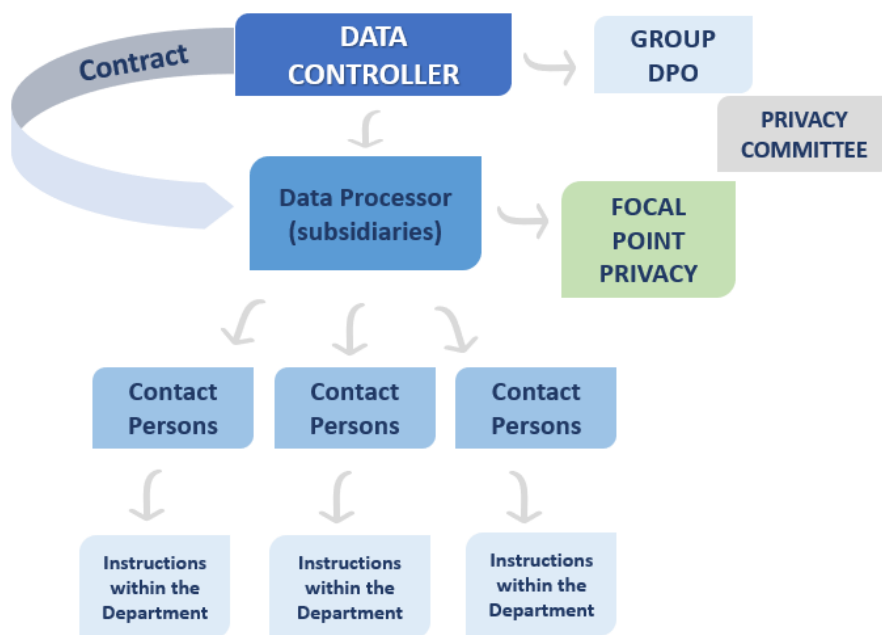 Contract
DATA
CONTROLLER
GROUP
DPO
PRIVACY
COMMITTEE
Data Processor
(subsidiaries)
FOCAL
POINT
PRIVACY
Contact
Persons
Contact
Persons
Contact
Persons
Instructions
within the
Department
Instructions
within the
Department
Instructions
within the
Department